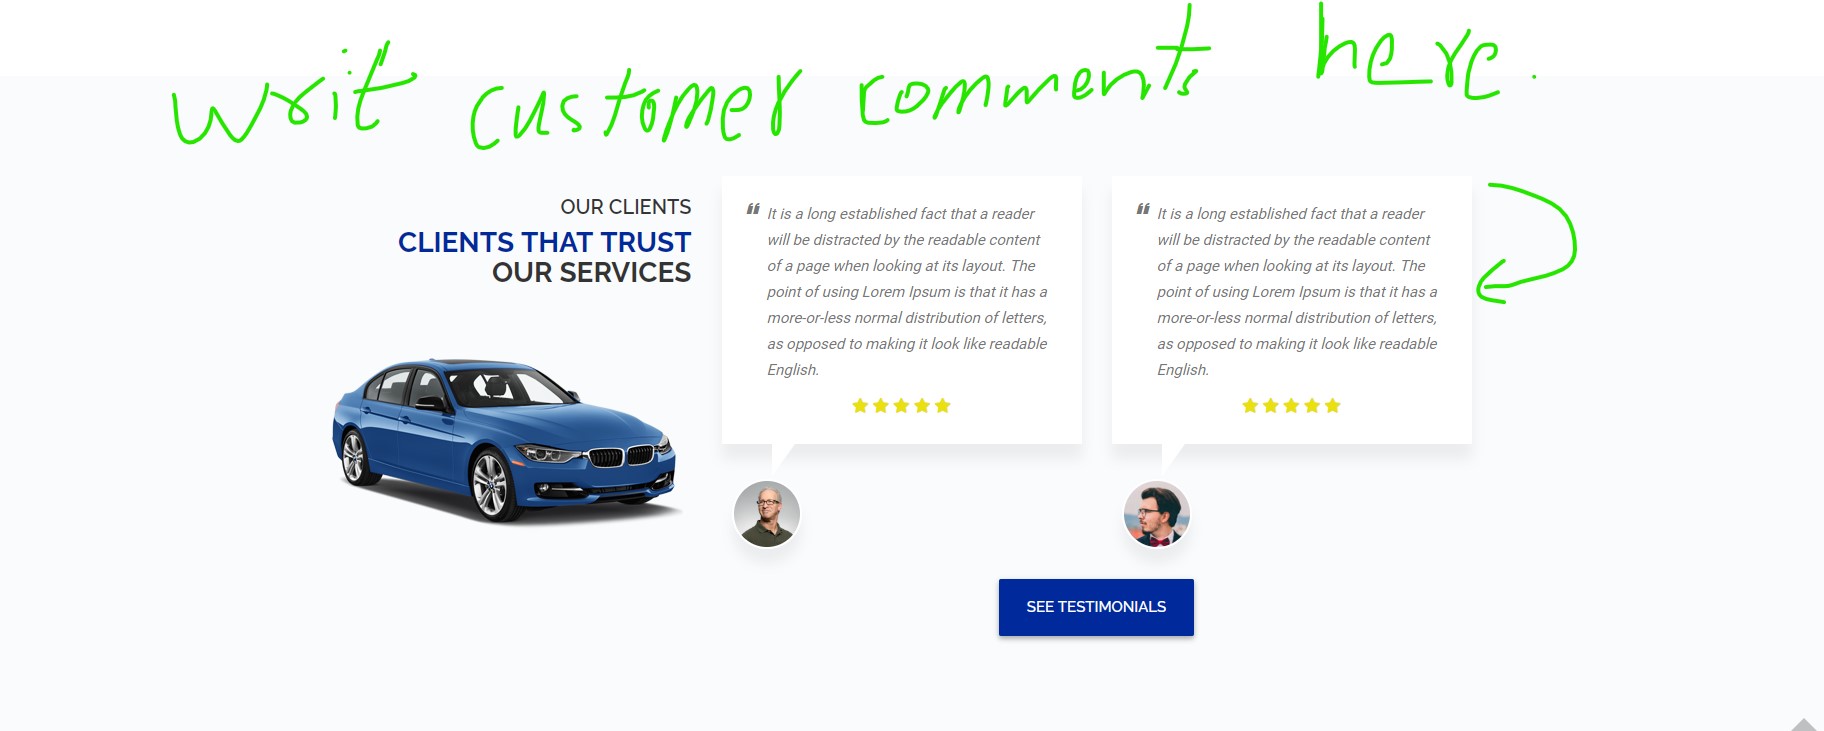 writ customer comments here.
OUR CLIENTS
CLIENTS THAT TRUST
OUR SERVICES
“ It is a long established fact that a reader
will be distracted by the readable content
of a page when looking at its layout. The
point of using Lorem Ipsum is that it has a
more-or-less normal distribution of letters,
as opposed to making it look like readable
English.
“ It is a long established fact that a reader
will be distracted by the readable content
of a page when looking at its layout. The
point of using Lorem Ipsum is that it has a
more-or-less normal distribution of letters,
as opposed to making it look like readable
English.
SEE TESTIMONIALS